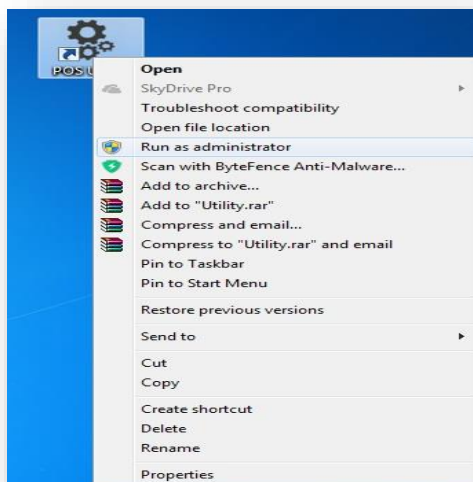 POS U
Open
SkyDrive Pro
Troubleshoot compatibility
Open file location
Run as administrator
Scan with ByteFence Anti-Malware...
Add to archive...
Add to "Utility.rar"
Compress and email...
Compress to "Utility.rar" and email
Pin to Taskbar
Pin to Start Menu
Restore previous versions
Send to
Cut
Copy
Create shortcut
Delete
Rename
Properties